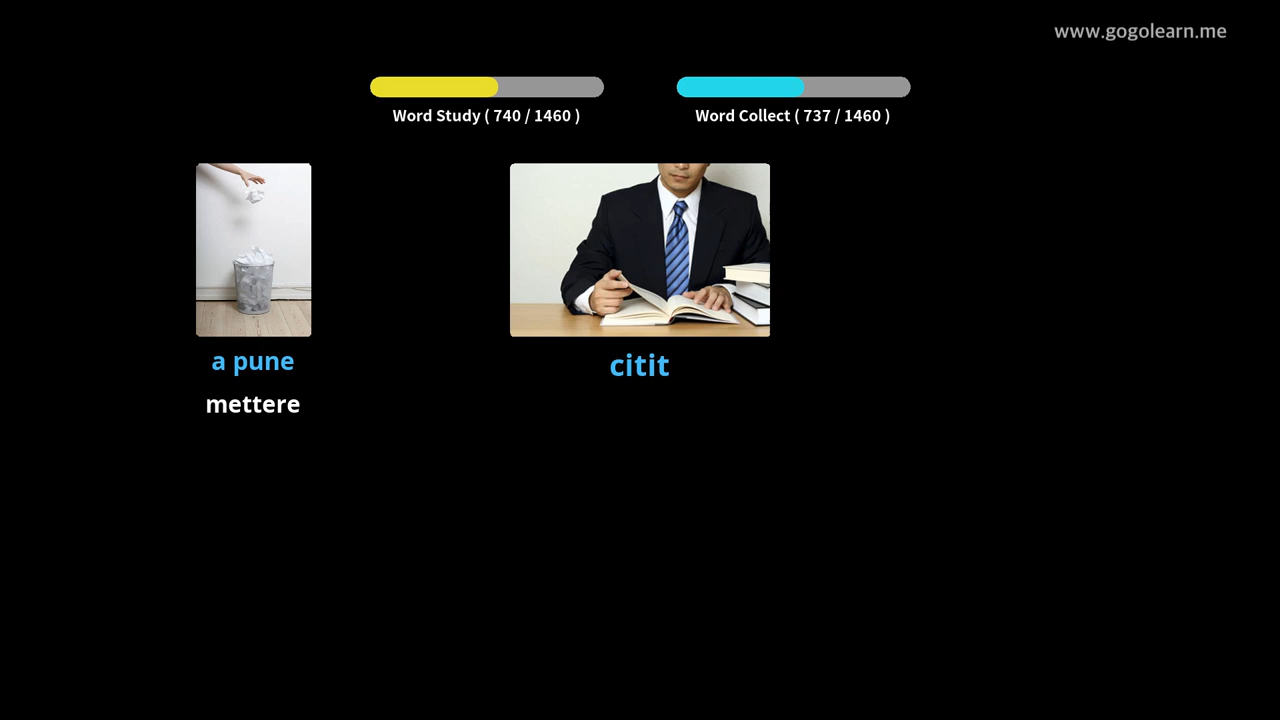 www.gogolearn.me
Word Study ( 740 / 1460 )
Word Collect ( 737 / 1460 )
a pune
mettere
citit